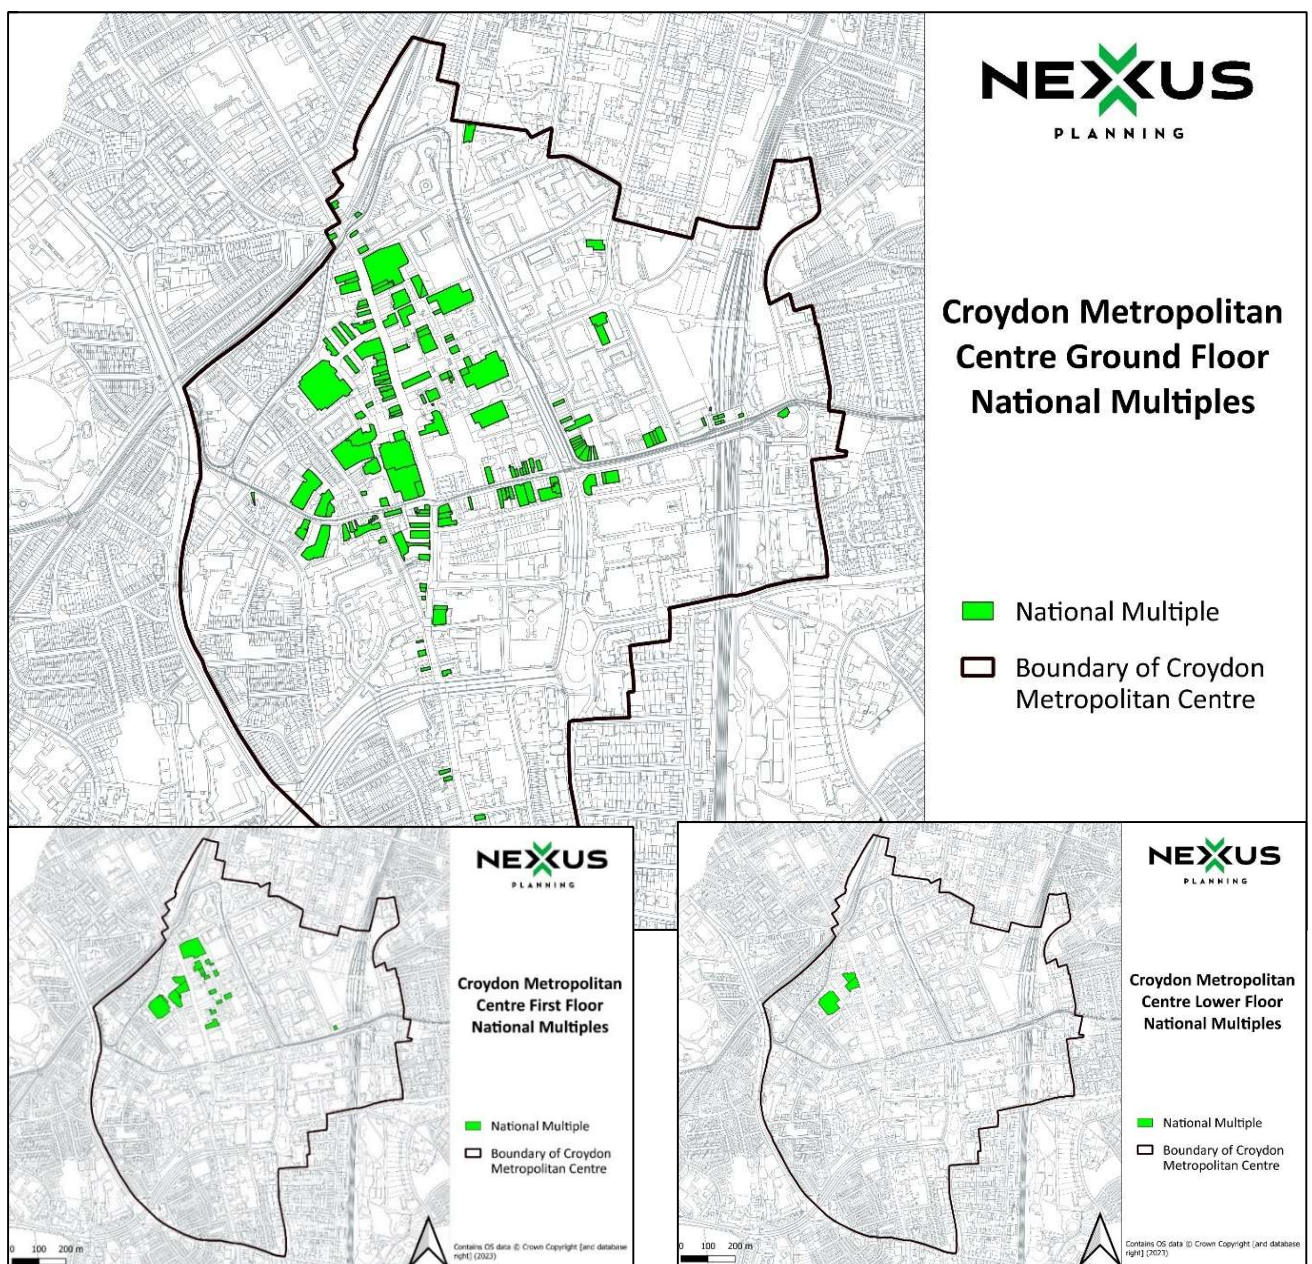 NEXUS
PLANNING
Croydon Metropolitan
Centre Ground Floor
National Multiples
National Multiple
Boundary of Croydon
Metropolitan Centre
NEXUS
PLANNING
Croydon Metropolitan
Centre First Floor
National Multiples
National Multiple
Boundary of Croydon
Metropolitan Centre
0 100 200 m
Contains OS data © Crown Copyright [and database
right] (2023)
NEXUS
PLANNING
Croydon Metropolitan
Centre Lower Floor
National Multiples
National Multiple
Boundary of Croydon
Metropolitan Centre
0 100 200 m
Contains OS data © Crown Copyright [and database
right] (2023)